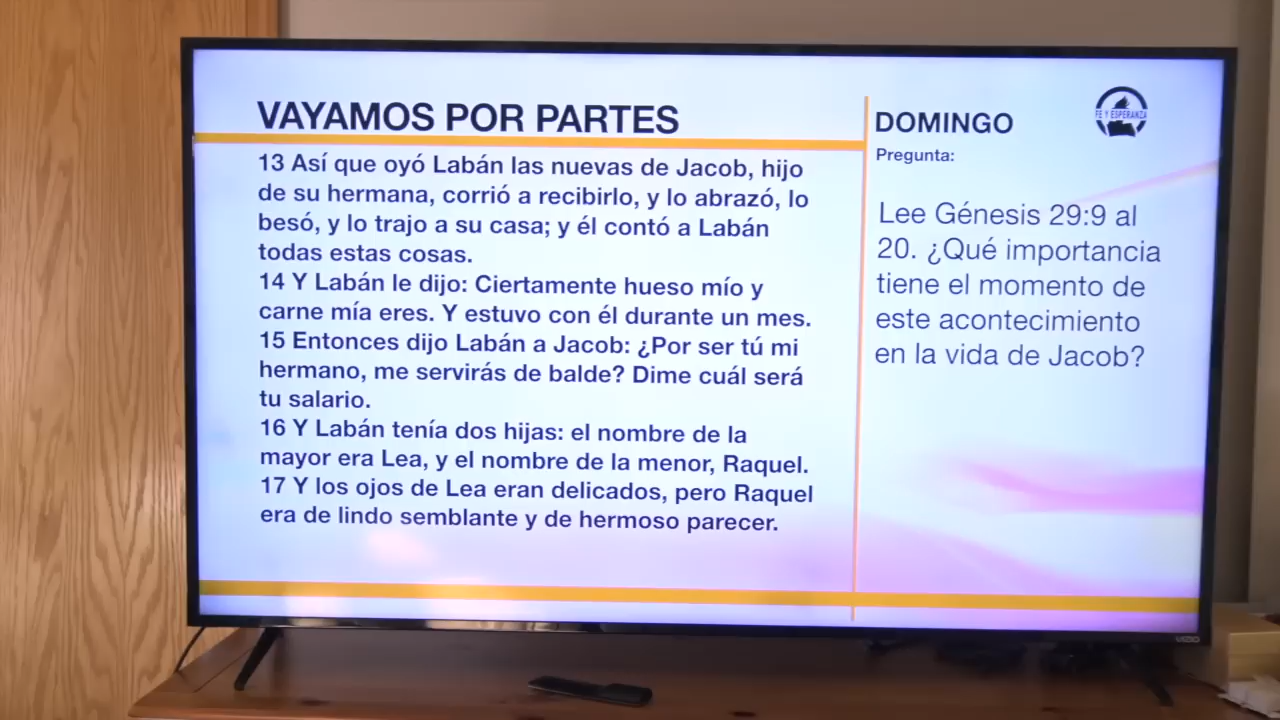 VAYAMOS POR PARTES
13 Así que oyó Labán las nuevas de Jacob, hijo
de su hermana, corrió a recibirlo, y lo abrazó, lo
besó, y lo trajo a su casa; y él contó a Labán
todas estas cosas.
14 Y Labán le dijo: Ciertamente hueso mío y
carne mía eres. Y estuvo con él durante un mes.
15 Entonces dijo Labán a Jacob: ¿Por ser tú mi
hermano, me servirás de balde? Dime cuál será
tu salario.
16 Y Labán tenía dos hijas: el nombre de la
mayor era Lea, y el nombre de la menor, Raquel.
17 Y los ojos de Lea eran delicados, pero Raquel
era de lindo semblante y de hermoso parecer.
DOMINGO
FE Y ESPERANZA
Pregunta:
Lee Génesis 29:9 al
20. ¿Qué importancia
tiene el momento de
este acontecimiento
en la vida de Jacob?
VIZIO